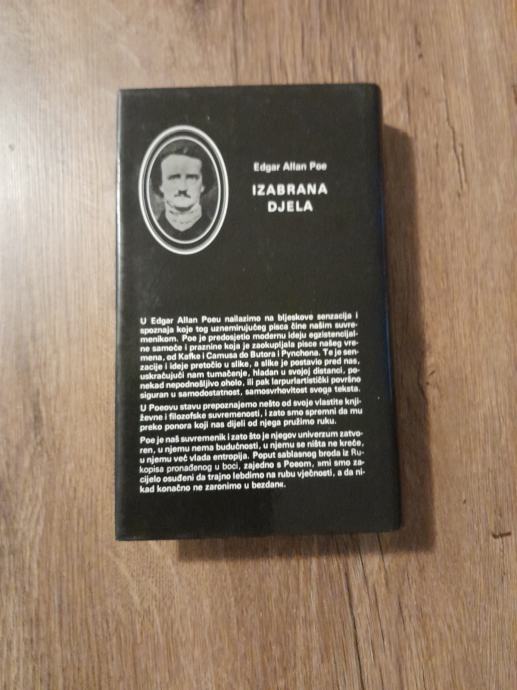 Edgar Allan Poe
IZABRANA
DJELA
U Edgar Allan Poeu nailazimo na bljeskove senzacija i
spoznaja koje tog uznemirujućeg pisca čine našim suvre-
menikom. Poe je predosjetio modernu ideju egzistencijal-
ne samoće i praznine koja je zaokupljala pisce našeg vre-
mena, od Kafke i Camusa do Butora i Pynchona. Te je sen-
zacije i ideje pretočio u slike, a slike je postavio pred nas,
uskraćujući nam tumačenje, hladan u svojoj distanci, po-
nekad nepodnošljivo oholo, ili pak larpurlartistički površno
siguran u samodostatnost, samosvrhevitost svoga teksta.
U Poeovu stavu prepoznajemo nešto od svoje vlastite knji-
ževne i filozofske suvremenosti, i zato smo spremni da mu
preko ponora koji nas dijeli od njega pružimo ruku.
Poe je naš suvremenik i zato što je njegov univerzum zatvo-
ren, u njemu nema budućnosti, u njemu se ništa ne kreće,
u njemu već vlada entropija. Poput sablasnog broda iz Ru-
kopisa pronađenog u boci, zajedno s Poeom, »mi smo za-
cijelo osuđeni da trajno lebdimo na rubu vječnosti, a da ni-
kad konačno ne zaronimo u bezdan«.